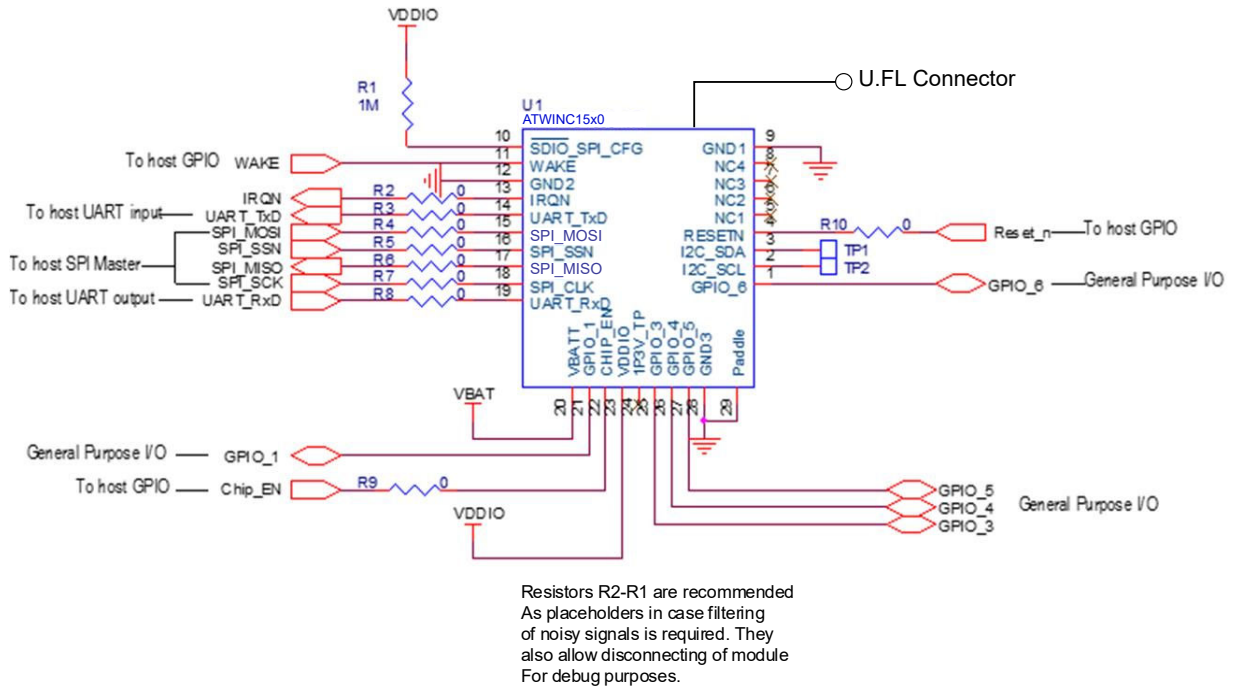 VDDIO
U.FL Connector
R1
1M
U1
ATWINC15x0
10
SDIO_SPI_CFG
GND1
9
To host GPIO
WAKE
11
WAKE
NC4
8
12
GND2
NC3
7
IRQN
R2
0
13
IRQN
NC2
6
To host UART input
UART_TxD
R3
0
14
UART_TxD
NC1
5
SPI_MOSI
R4
0
15
SPI_MOSI
RESETN
4
R10
0
Reset_n
To host GPIO
SPI_SSN
R5
0
16
SPI_SSN
I2C_SDA
3
TP1
To host SPI Master
SPI_MISO
R6
0
17
SPI_MISO
I2C_SCL
2
TP2
SPI_SCK
R7
0
18
SPI_CLK
GPIO_6
1
GPIO_6
General Purpose I/O
To host UART output
UART_RxD
R8
0
19
UART_RxD
VBATT
GPIO_1
CHIP_EN
VDDIO
1P3V_TP
GPIO_3
GPIO_4
GPIO_5
GND3
Paddle
20
21
22
23
24
25
26
27
28
29
VBAT
General Purpose I/O
GPIO_1
To host GPIO
Chip_EN
R9
0
VDDIO
GPIO_5
GPIO_4
GPIO_3
General Purpose I/O
Resistors R2-R1 are recommended
As placeholders in case filtering
of noisy signals is required. They
also allow disconnecting of module
For debug purposes.